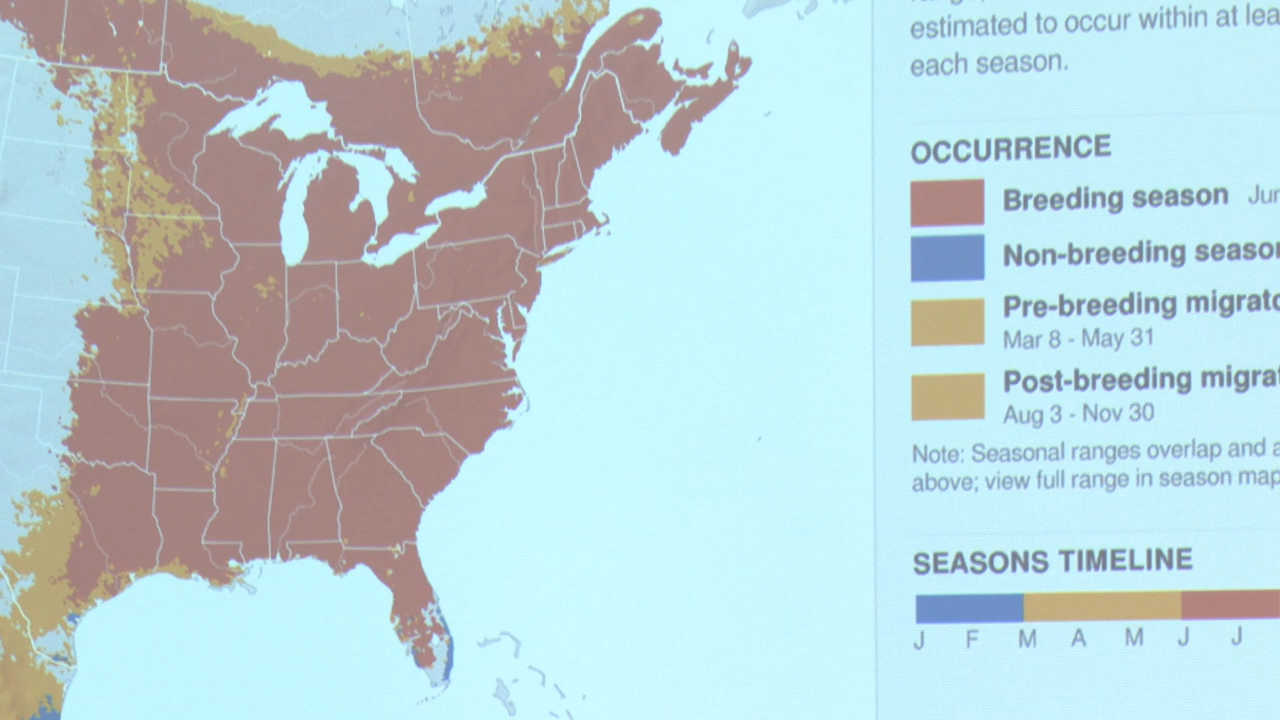 estimated to occur within at lea
each season.
OCCURRENCE
Breeding season Jur
Non-breeding seaso
Pre-breeding migrato
Mar 8 - May 31
Post-breeding migrat
Aug 3 - Nov 30
Note: Seasonal ranges overlap and a
above; view full range in season map
SEASONS TIMELINE
J F M A M J J